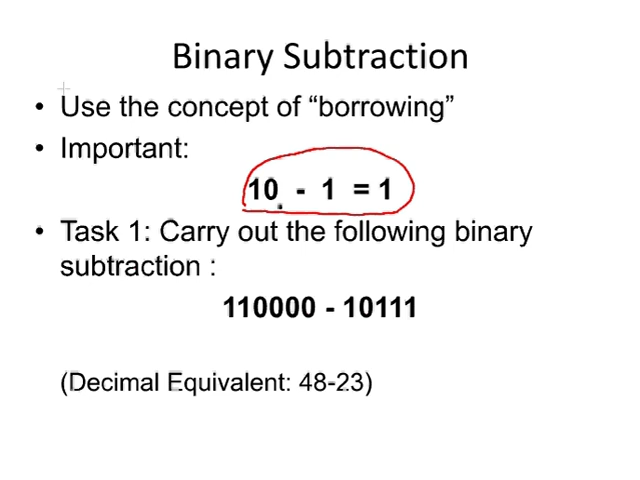 Binary Subtraction
• Use the concept of “borrowing”
• Important:
10 - 1 = 1
• Task 1: Carry out the following binary
subtraction :
110000 - 10111
(Decimal Equivalent: 48-23)